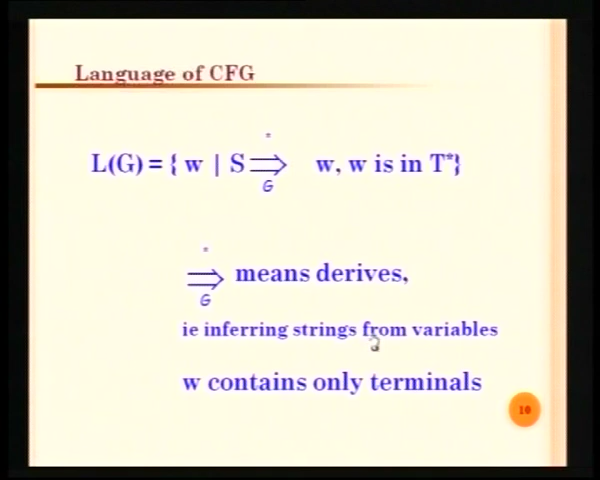 Language of CFG
*
L(G) = { w | S ⇒ w, w is in T*}
G
*
⇒ means derives,
G
ie inferring strings from variables
w contains only terminals
10